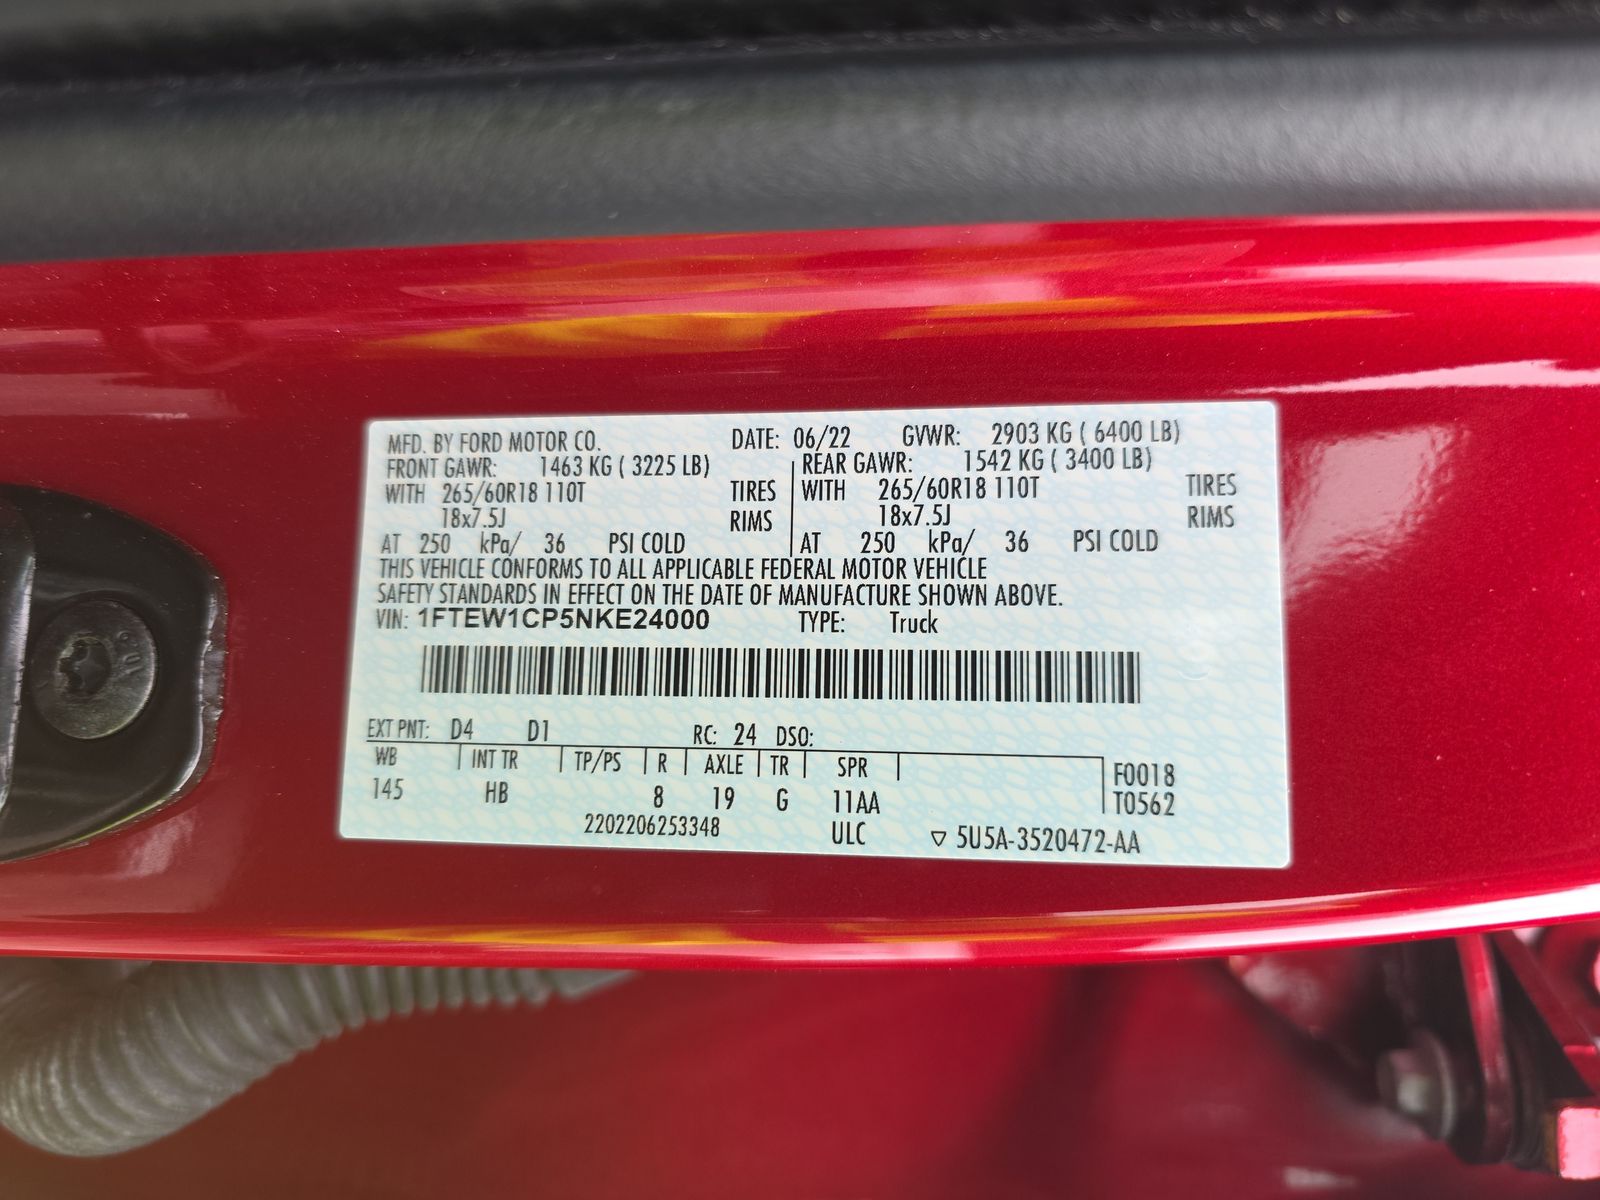 MFD. BY FORD MOTOR CO. DATE: 06/22 GVWR: 2903 KG ( 6400 LB)
FRONT GAWR: 1463 KG ( 3225 LB) REAR GAWR: 1542 KG ( 3400 LB)
WITH 265/60R18 110T TIRES WITH 265/60R18 110T TIRES
18x7.5J RIMS 18x7.5J RIMS
AT 250 kPa/ 36 PSI COLD AT 250 kPa/ 36 PSI COLD
THIS VEHICLE CONFORMS TO ALL APPLICABLE FEDERAL MOTOR VEHICLE
SAFETY STANDARDS IN EFFECT ON THE DATE OF MANUFACTURE SHOWN ABOVE.
VIN: 1FTEW1CP5NKE24000 TYPE: Truck
EXT PNT: D4 D1 RC: 24 DSO:
WB INT TR TP/PS R AXLE TR SPR F0018
145 HB 8 19 G 11AA T0562
2202206253348 ULC ▽ 5U5A-3520472-AA